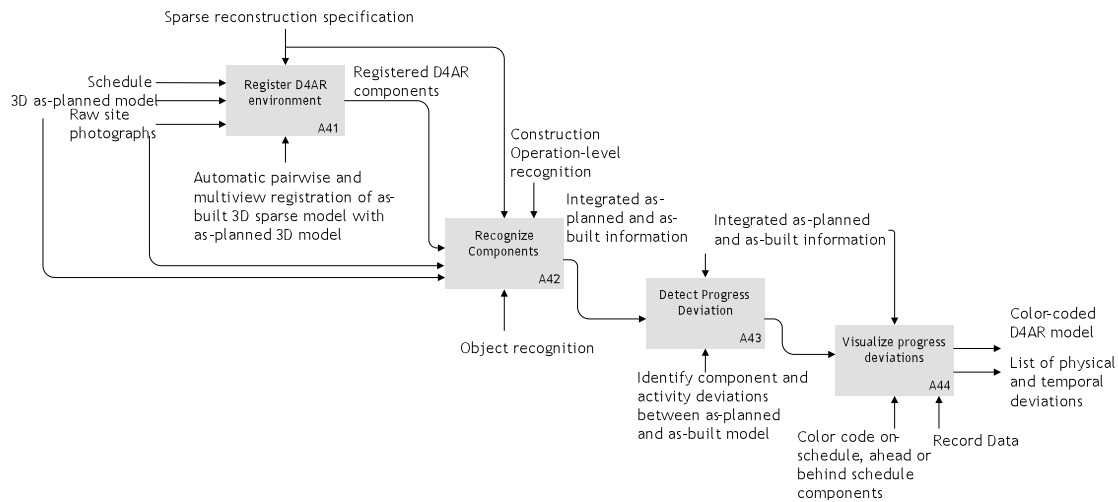 Sparse reconstruction specification
Schedule
3D as-planned model
Raw site
photographs
Register D4AR
environment
A41
Registered D4AR
components
Automatic pairwise and
multiview registration of as-
built 3D sparse model with
as-planned 3D model
Construction
Operation-level
recognition
Recognize
Components
A42
Integrated as-
planned and as-
built information
Object recognition
Integrated as-planned
and as-built information
Detect Progress
Deviation
A43
Identify component and
activity deviations
between as-planned
and as-built model
Visualize progress
deviations
A44
Color-coded
D4AR model
List of physical
and temporal
deviations
Color code on-
schedule, ahead or
behind schedule
components
Record Data